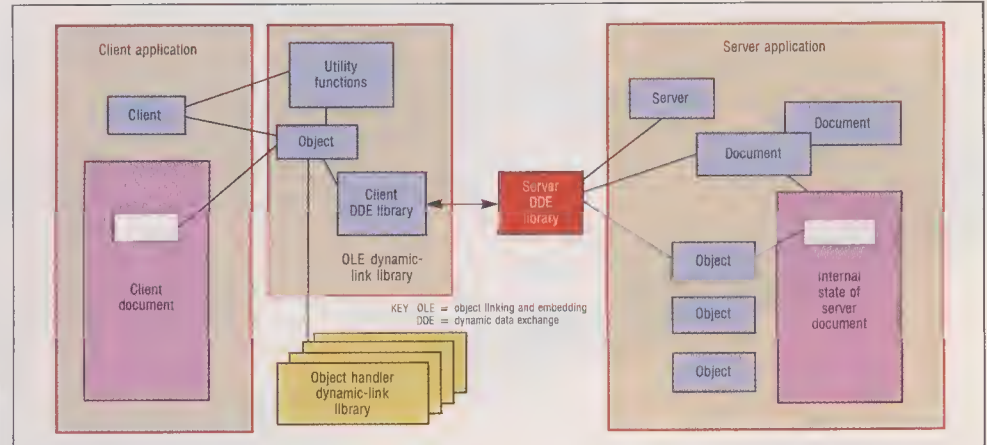 Client application
Client
Client
document
Utility
functions
Object
Client
DDE library
OLE dynamic-
link library
KEY OLE = object linking and embedding
DDE = dynamic data exchange
Object handler
dynamic-link
library
Server
DDE
library
Server application
Server
Document
Document
Object
Object
Object
Internal
state of
server
document